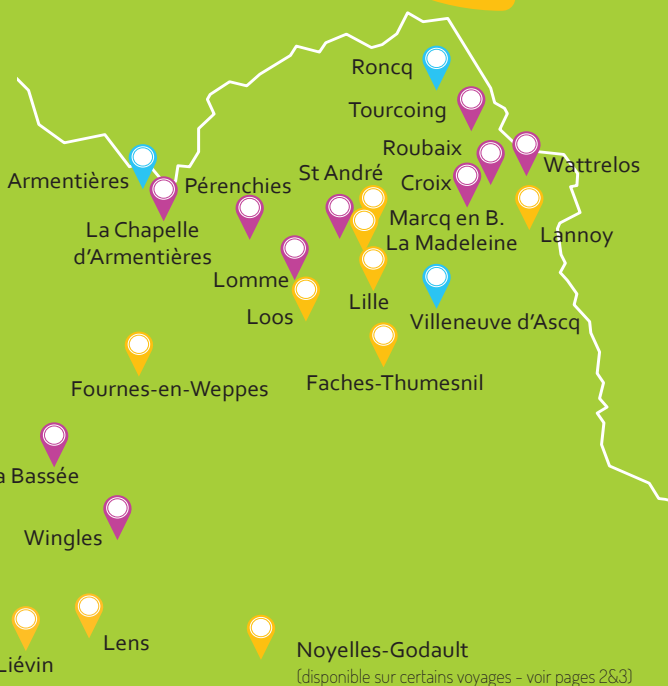 Roncq
Tourcoing
Roubaix
Wattrelos
St André
Croix
Armentières
Pérenchies
Marcq en B.
La Chapelle
d'Armentières
La Madeleine
Lannoy
Lomme
Lille
Loos
Villeneuve d'Ascq
Fournes-en-Weppes
Faches-Thumesnil
a Bassée
Wingles
Lens
Liévin
Noyelles-Godault
(disponible sur certains voyages - voir pages 2&3)